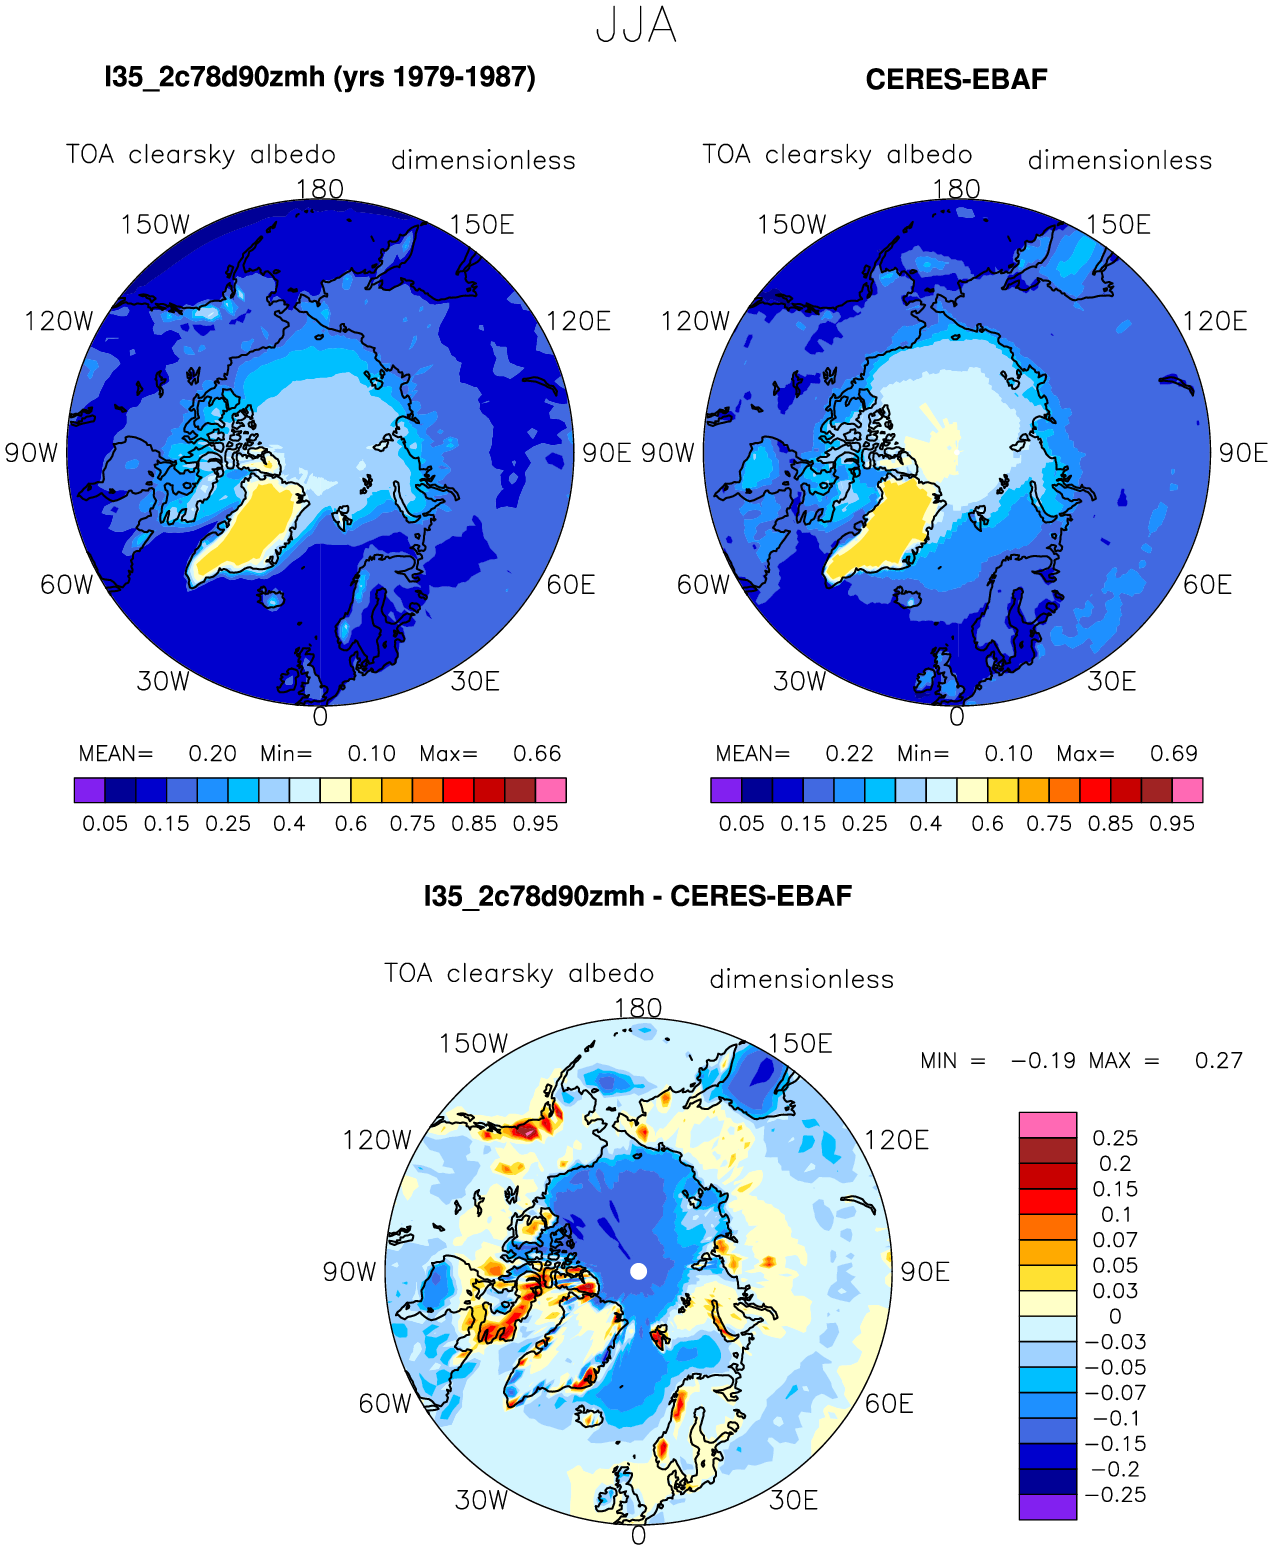 JJA
I35_2c78d90zmh (yrs 1979-1987)
TOA clearsky albedo dimensionless
180
150W 150E
120W 120E
90W 90E
60W 60E
30W 30E
0
MEAN= 0.20 Min= 0.10 Max= 0.66
0.05 0.15 0.25 0.4 0.6 0.75 0.85 0.95
CERES-EBAF
TOA clearsky albedo dimensionless
180
150W 150E
120W 120E
90W 90E
60W 60E
30W 30E
0
MEAN= 0.22 Min= 0.10 Max= 0.69
0.05 0.15 0.25 0.4 0.6 0.75 0.85 0.95
I35_2c78d90zmh - CERES-EBAF
TOA clearsky albedo dimensionless
180
150W 150E
120W 120E
90W 90E
60W 60E
30W 30E
0
MIN = -0.19 MAX = 0.27
0.25
0.2
0.15
0.1
0.07
0.05
0.03
0
-0.03
-0.05
-0.07
-0.1
-0.15
-0.2
-0.25